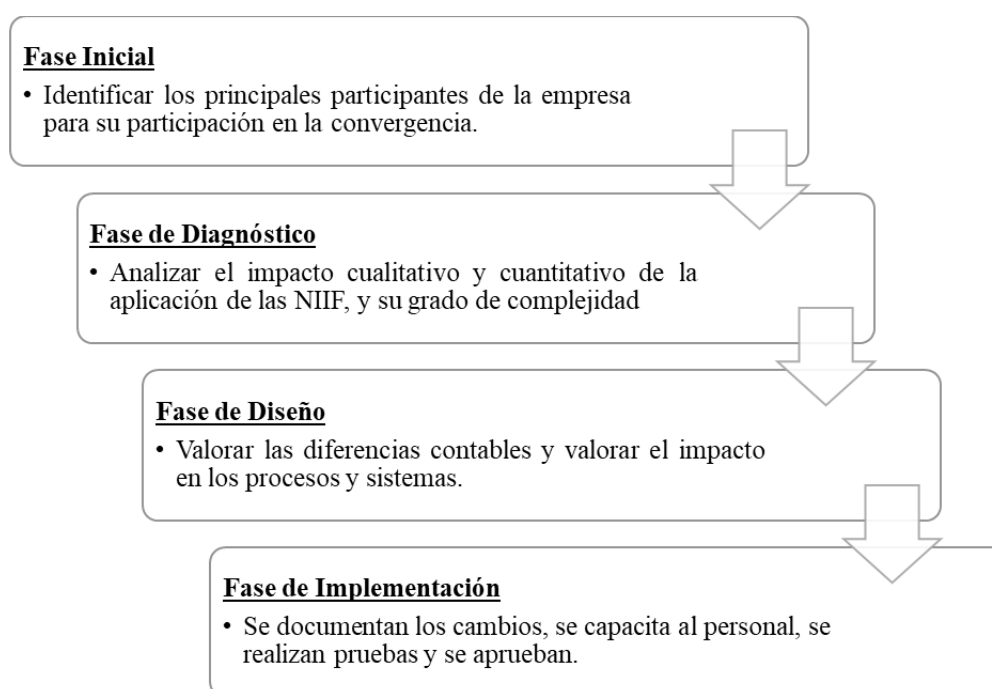 Fase Inicial
• Identificar los principales participantes de la empresa
para su participación en la convergencia.
Fase de Diagnóstico
• Analizar el impacto cualitativo y cuantitativo de la
aplicación de las NIIF, y su grado de complejidad
Fase de Diseño
• Valorar las diferencias contables y valorar el impacto
en los procesos y sistemas.
Fase de Implementación
• Se documentan los cambios, se capacita al personal, se
realizan pruebas y se aprueban.